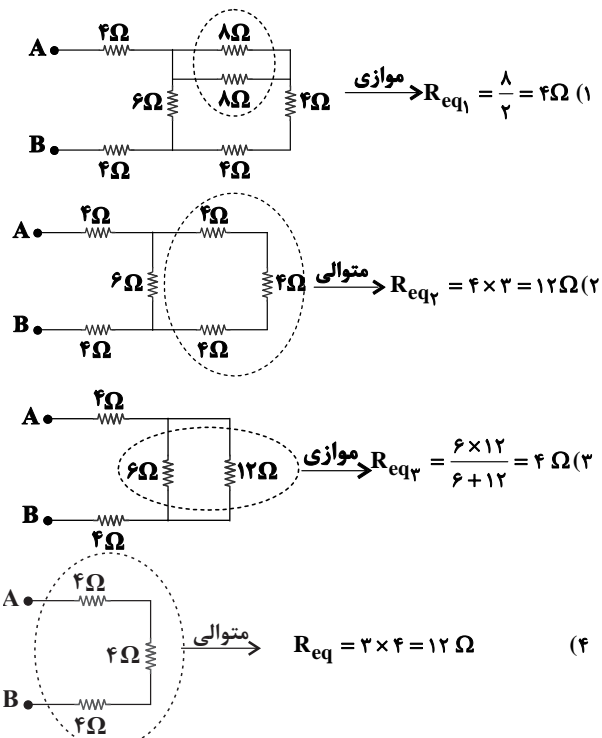 A ۴Ω ۸Ω
۶Ω ۸Ω ۴Ω موازی R_eq₁ = ۸/۲ = ۴Ω (۱
B ۴Ω ۴Ω
A ۴Ω ۴Ω
۶Ω ۴Ω متوالی R_eq₂ = ۴ × ۳ = ۱۲Ω (۲
B ۴Ω ۴Ω
A ۴Ω
۶Ω ۱۲Ω موازی R_eq₃ = ۶ × ۱۲ / ۶ + ۱۲ = ۴ Ω (۳
B ۴Ω
A ۴Ω
۴Ω متوالی R_eq = ۳ × ۴ = ۱۲ Ω (۴
B ۴Ω